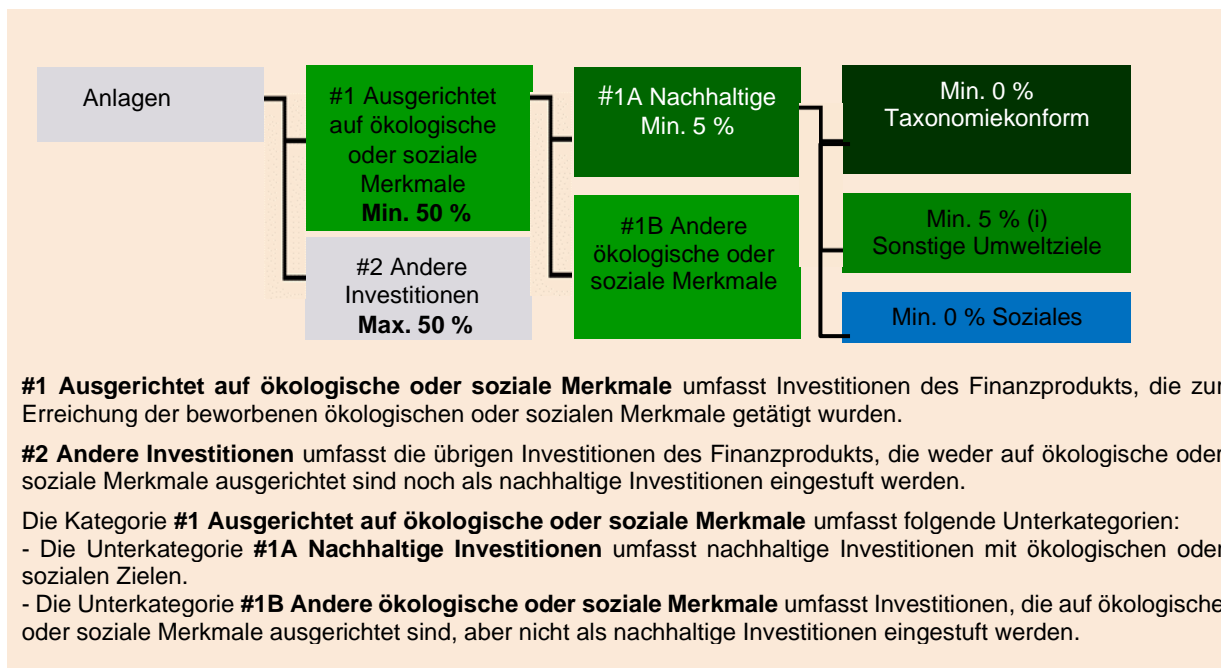 Anlagen
#1 Ausgerichtet
auf ökologische
oder soziale
Merkmale
Min. 50 %
#2 Andere
Investitionen
Max. 50 %
#1A Nachhaltige
Min. 5 %
#1B Andere
ökologische oder
soziale Merkmale
Min. 0 %
Taxonomiekonform
Min. 5 % (i)
Sonstige Umweltziele
Min. 0 % Soziales
#1 Ausgerichtet auf ökologische oder soziale Merkmale umfasst Investitionen des Finanzprodukts, die zur
Erreichung der beworbenen ökologischen oder sozialen Merkmale getätigt wurden.
#2 Andere Investitionen umfasst die übrigen Investitionen des Finanzprodukts, die weder auf ökologische oder
soziale Merkmale ausgerichtet sind noch als nachhaltige Investitionen eingestuft werden.
Die Kategorie #1 Ausgerichtet auf ökologische oder soziale Merkmale umfasst folgende Unterkategorien:
- Die Unterkategorie #1A Nachhaltige Investitionen umfasst nachhaltige Investitionen mit ökologischen oder
sozialen Zielen.
- Die Unterkategorie #1B Andere ökologische oder soziale Merkmale umfasst Investitionen, die auf ökologische
oder soziale Merkmale ausgerichtet sind, aber nicht als nachhaltige Investitionen eingestuft werden.